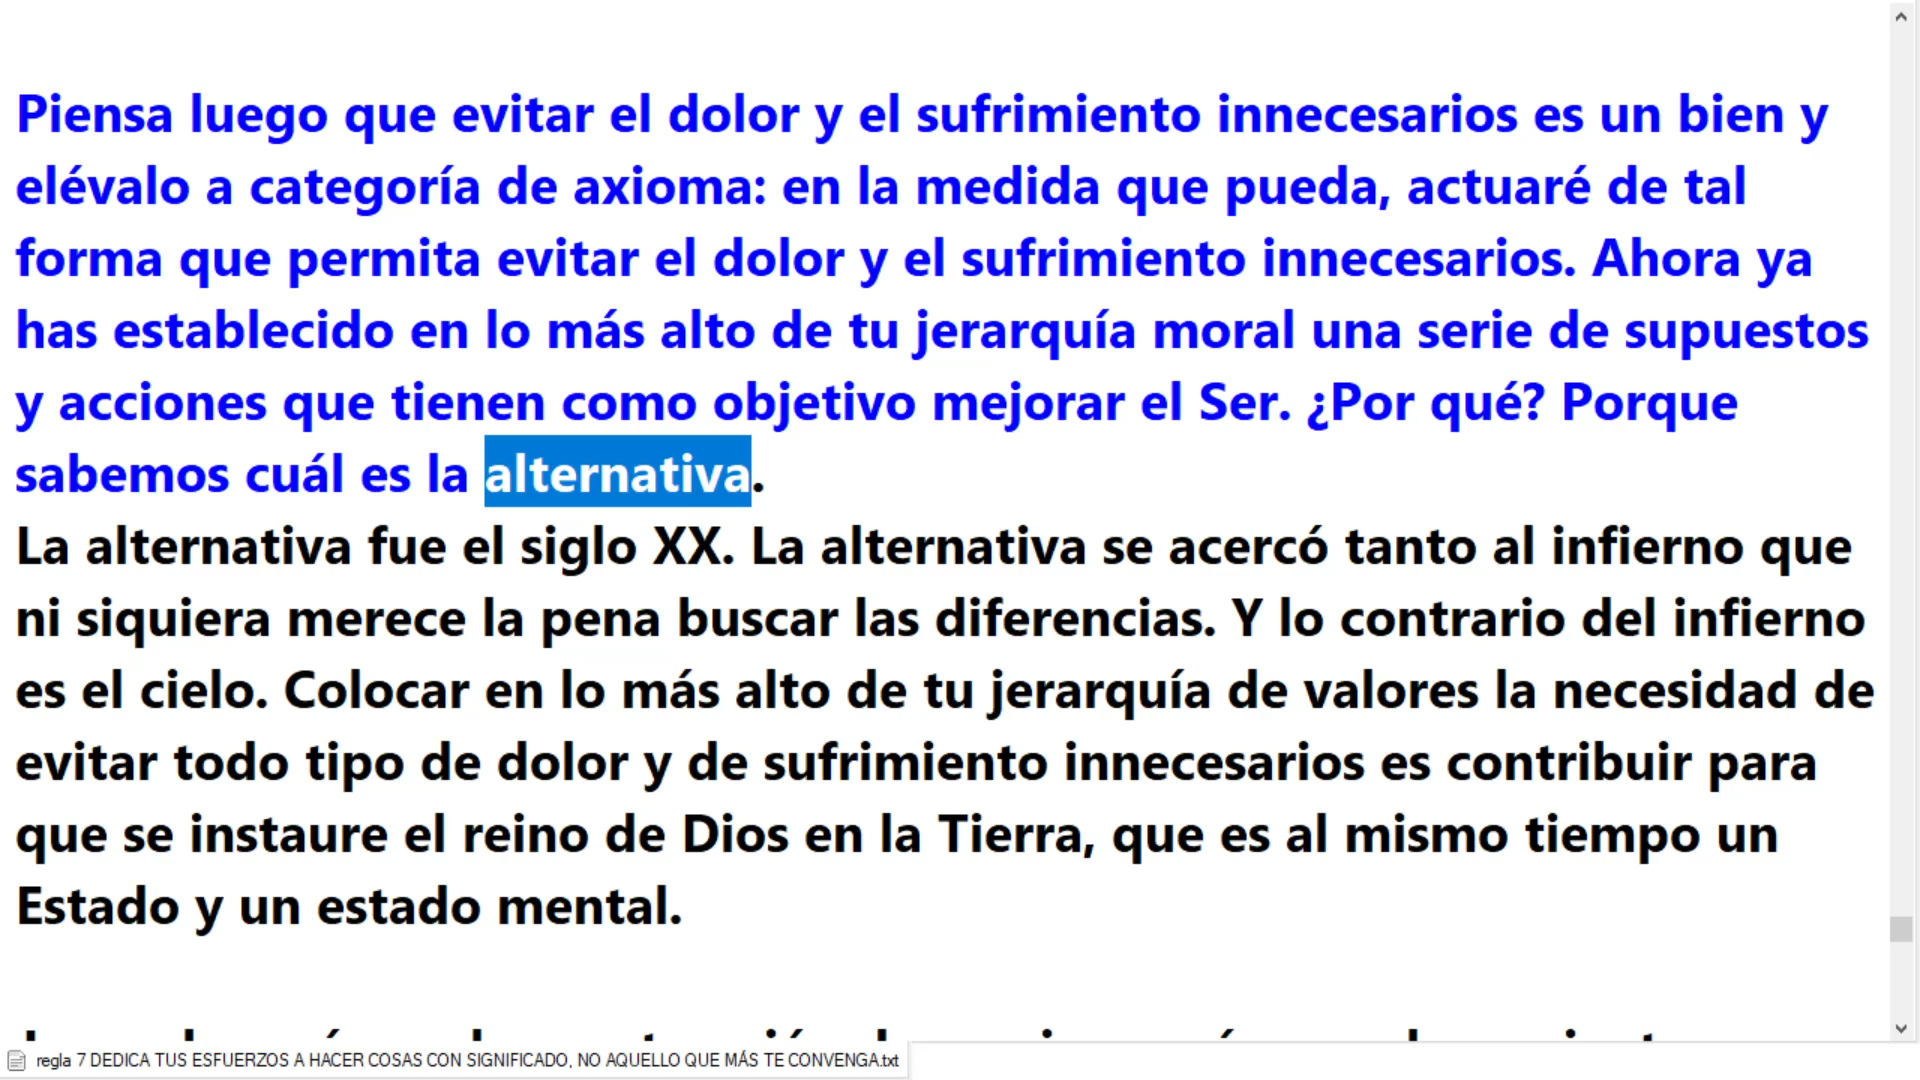 Piensa luego que evitar el dolor y el sufrimiento innecesarios es un bien y
elévalo a categoría de axioma: en la medida que pueda, actuaré de tal
forma que permita evitar el dolor y el sufrimiento innecesarios. Ahora ya
has establecido en lo más alto de tu jerarquía moral una serie de supuestos
y acciones que tienen como objetivo mejorar el Ser. ¿Por qué? Porque
sabemos cuál es la alternativa.
La alternativa fue el siglo XX. La alternativa se acercó tanto al infierno que
ni siquiera merece la pena buscar las diferencias. Y lo contrario del infierno
es el cielo. Colocar en lo más alto de tu jerarquía de valores la necesidad de
evitar todo tipo de dolor y de sufrimiento innecesarios es contribuir para
que se instaure el reino de Dios en la Tierra, que es al mismo tiempo un
Estado y un estado mental.
regla 7 DEDICA TUS ESFUERZOS A HACER COSAS CON SIGNIFICADO, NO AQUELLO QUE MÁS TE CONVENGA.txt